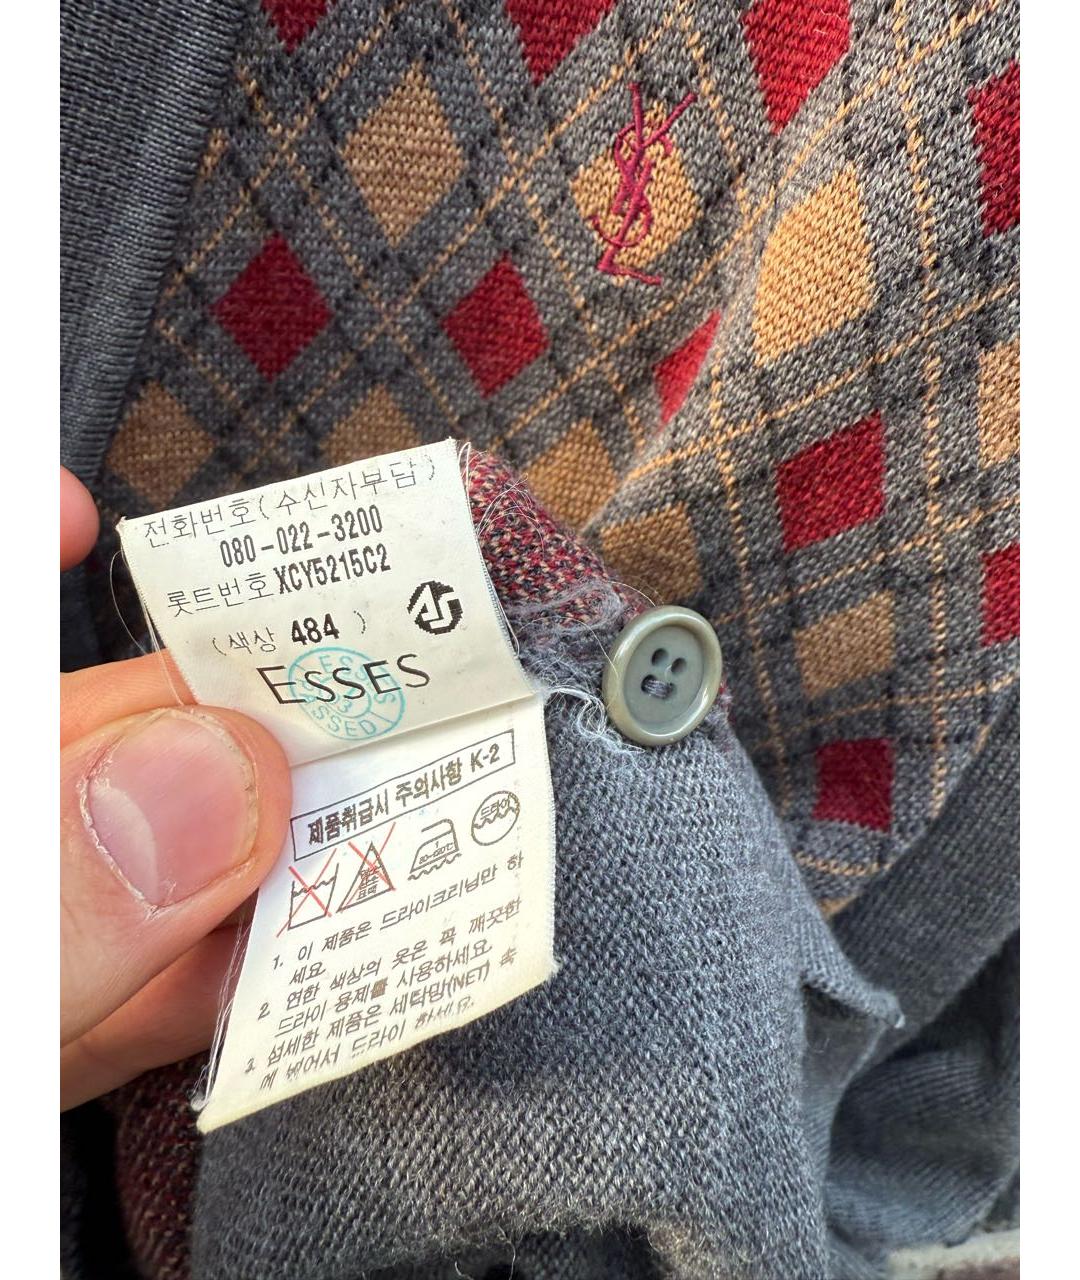 YSL
전화번호(수신자부담)
080-022-3200
롯트번호 XCY5215C2
(색상 484 )
ESSES
제품취급시 주의사항 K-2
드라이
1. 이 제품은 드라이크리닝만 하
세요.
2 연한 색상의 옷은 꼭 깨끗한
드라이 용제를 사용하세요.
3. 섬세한 제품은 세탁망(NET) 속
에 넣어서 드라이 하세요.